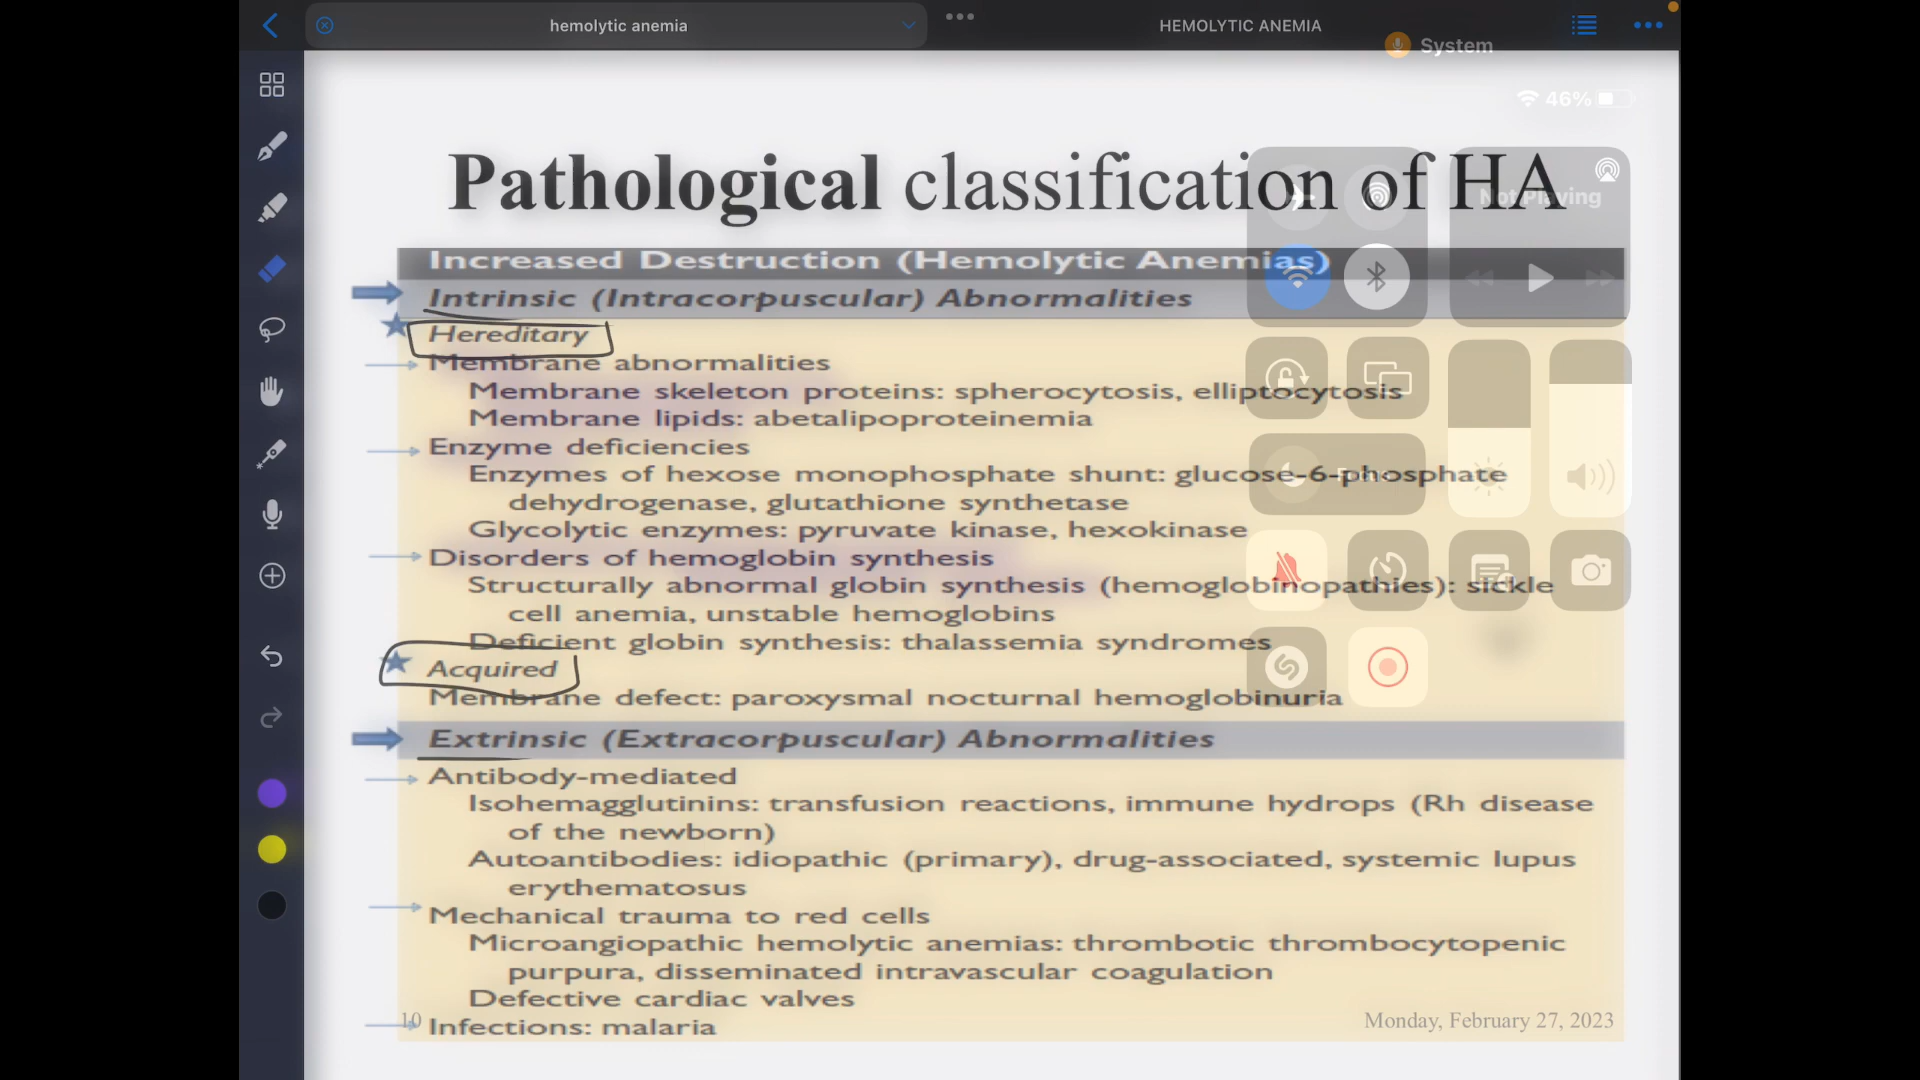 hemolytic anemia
HEMOLYTIC ANEMIA
System
46%
Pathological classification of HA
Not Playing
Increased Destruction (Hemolytic Anemias)
Intrinsic (Intracorpuscular) Abnormalities
Hereditary
Membrane abnormalities
Membrane skeleton proteins: spherocytosis, elliptocytosis
Membrane lipids: abetalipoproteinemia
Enzyme deficiencies
Enzymes of hexose monophosphate shunt: glucose-6-phosphate
dehydrogenase, glutathione synthetase
Glycolytic enzymes: pyruvate kinase, hexokinase
Disorders of hemoglobin synthesis
Structurally abnormal globin synthesis (hemoglobinopathies): sickle
cell anemia, unstable hemoglobins
Deficient globin synthesis: thalassemia syndromes
Acquired
Membrane defect: paroxysmal nocturnal hemoglobinuria
Extrinsic (Extracorpuscular) Abnormalities
Antibody-mediated
Isohemagglutinins: transfusion reactions, immune hydrops (Rh disease
of the newborn)
Autoantibodies: idiopathic (primary), drug-associated, systemic lupus
erythematosus
Mechanical trauma to red cells
Microangiopathic hemolytic anemias: thrombotic thrombocytopenic
purpura, disseminated intravascular coagulation
Defective cardiac valves
Infections: malaria
10
Monday, February 27, 2023